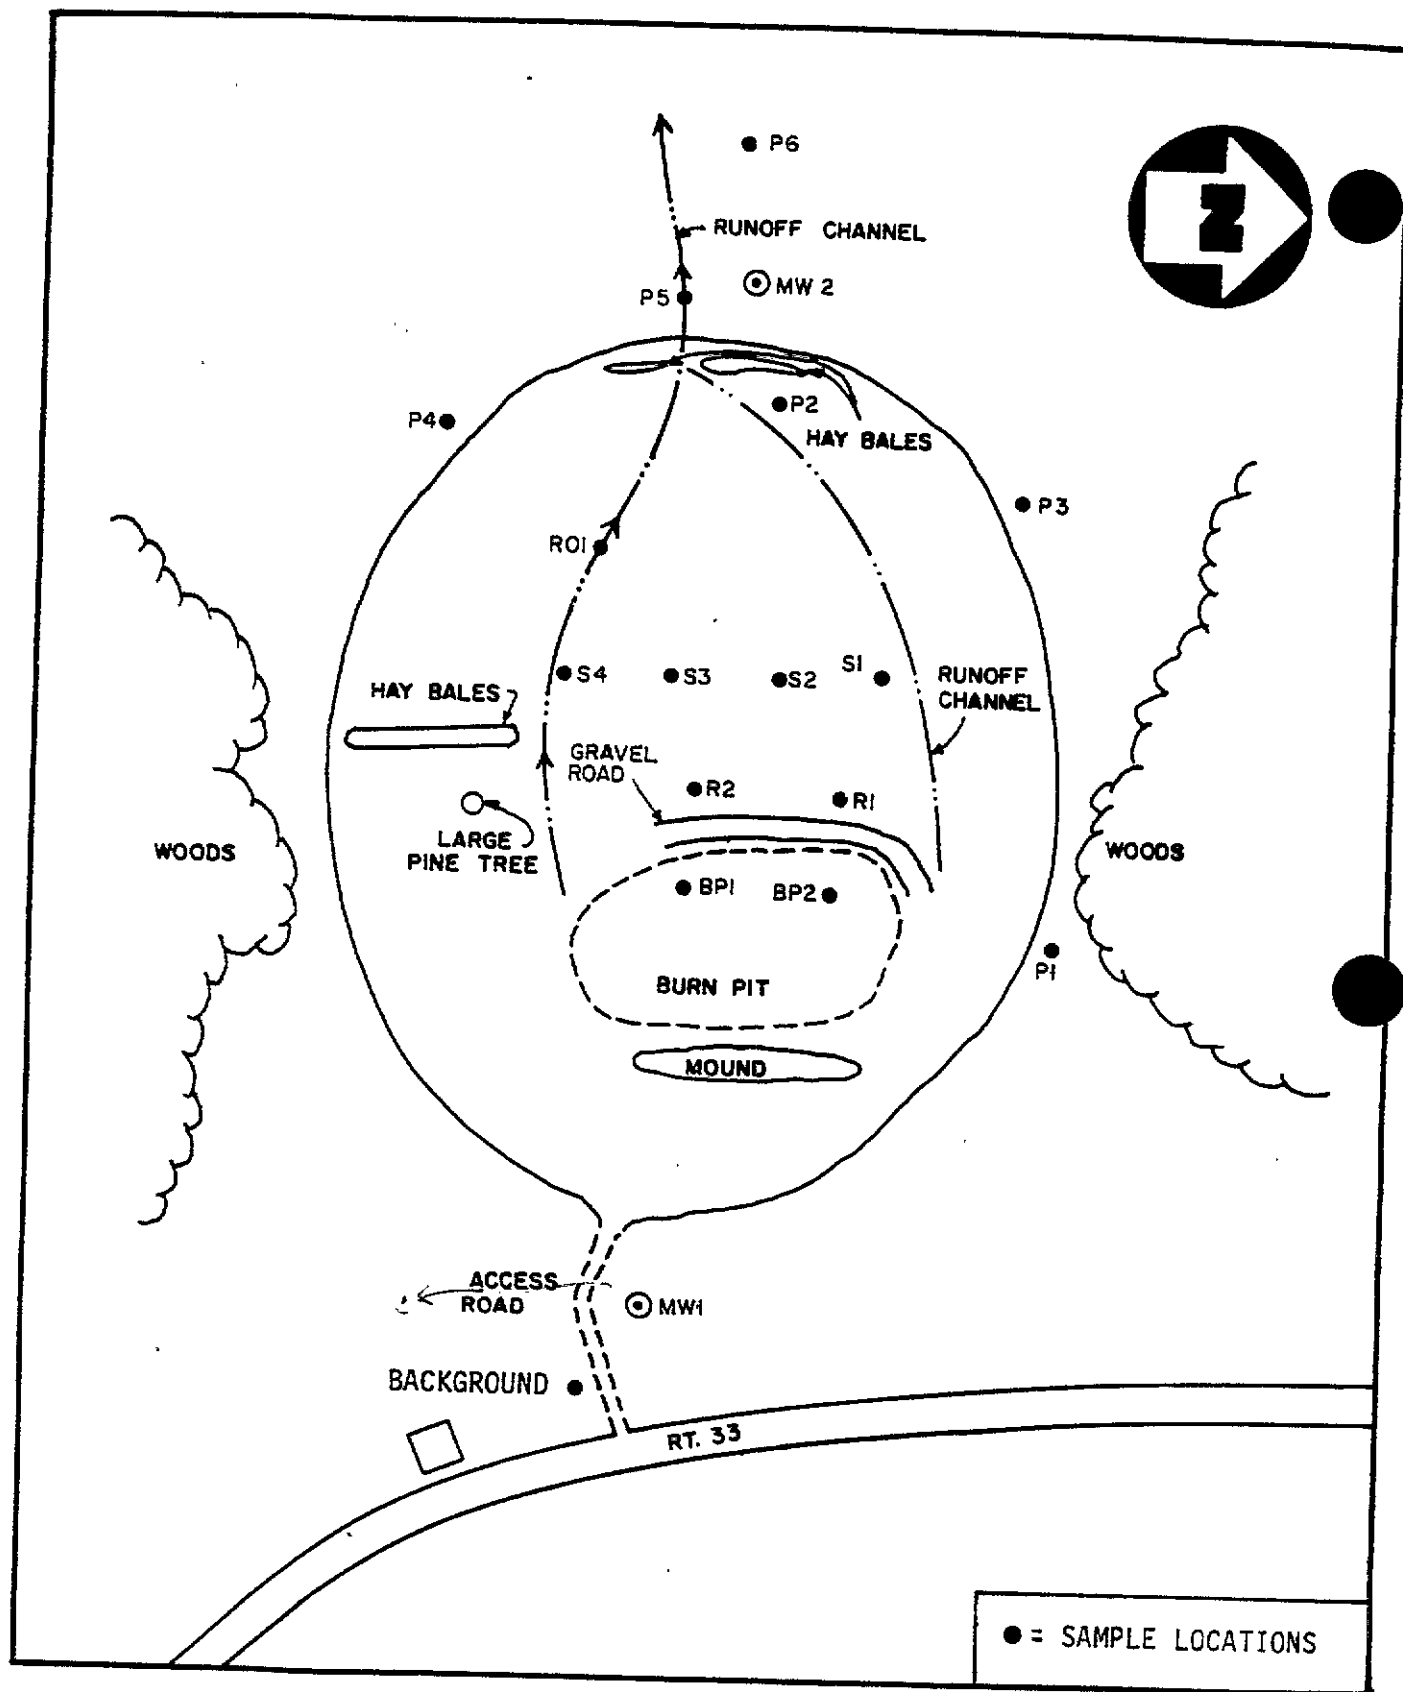 P6
N
RUNOFF CHANNEL
MW 2
P5
P2
P4
HAY BALES
P3
RO1
S4
S3
S2
S1
HAY BALES
RUNOFF
CHANNEL
GRAVEL
ROAD
R2
R1
LARGE
PINE TREE
WOODS
WOODS
BP1
BP2
P1
BURN PIT
MOUND
ACCESS
ROAD
MW1
BACKGROUND
RT. 33
= SAMPLE LOCATIONS